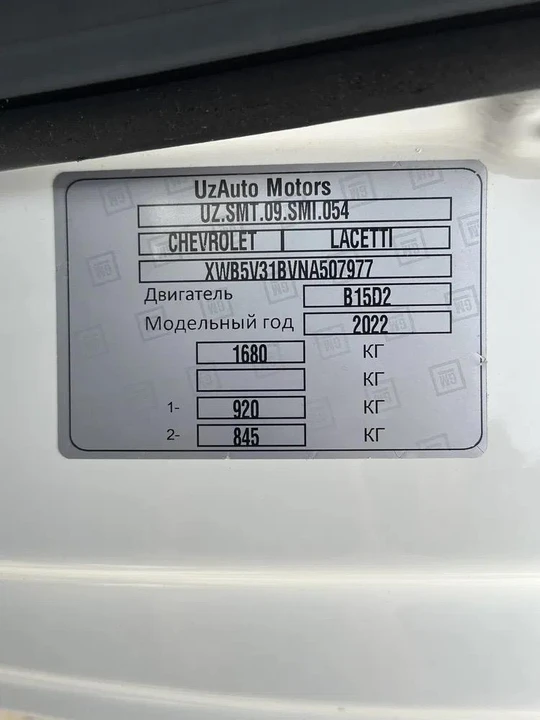 UzAuto Motors
UZ.SMT.09.SMI.054
CHEVROLET LACETTI
XWB5V31BVNA507977
Двигатель B15D2
Модельный год 2022
1680 КГ
КГ
1- 920 КГ
2- 845 КГ